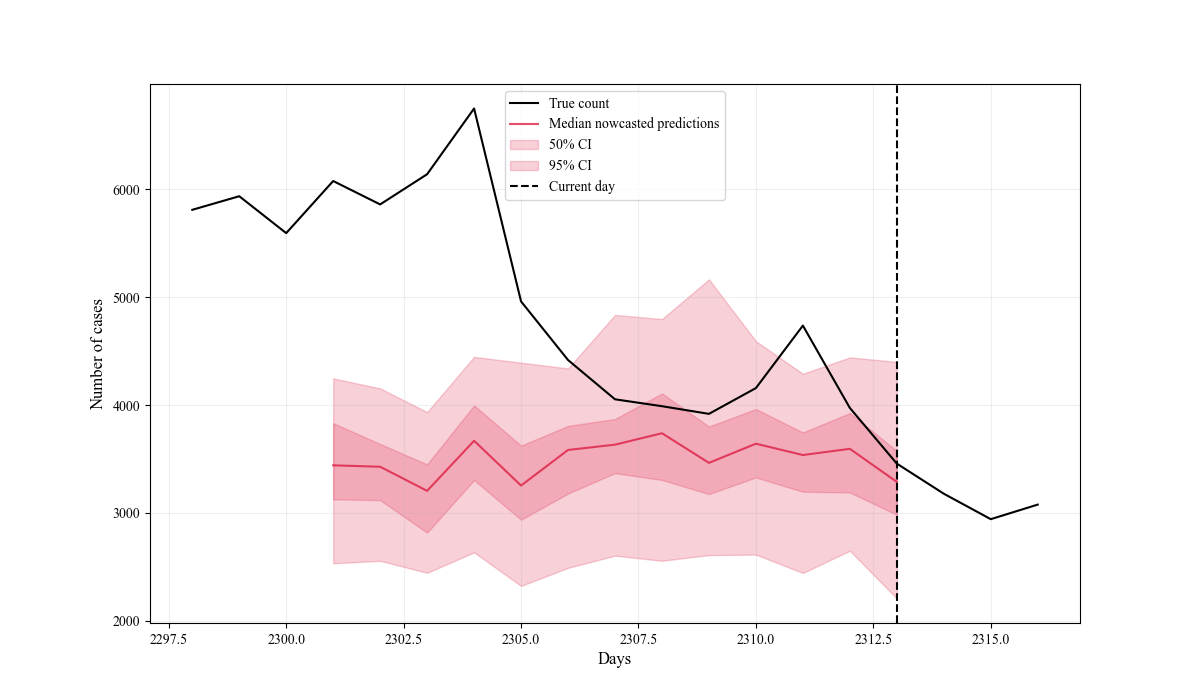 True count
Median nowcasted predictions
50% CI
95% CI
Current day
Number of cases
6000
5000
4000
3000
2000
2297.5 2300.0 2302.5 2305.0 2307.5 2310.0 2312.5 2315.0
Days